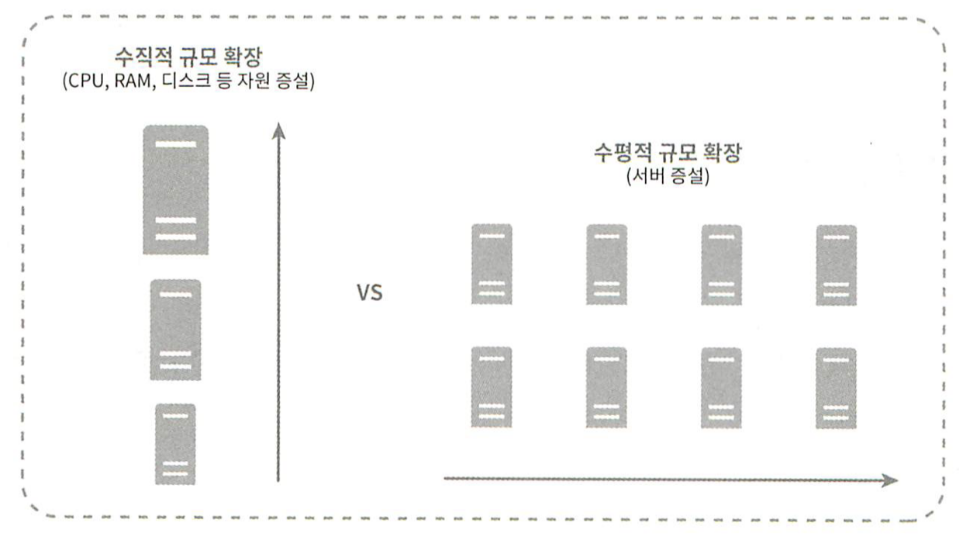 수직적 규모 확장
(CPU, RAM, 디스크 등 자원 증설)
수평적 규모 확장
(서버 증설)
VS